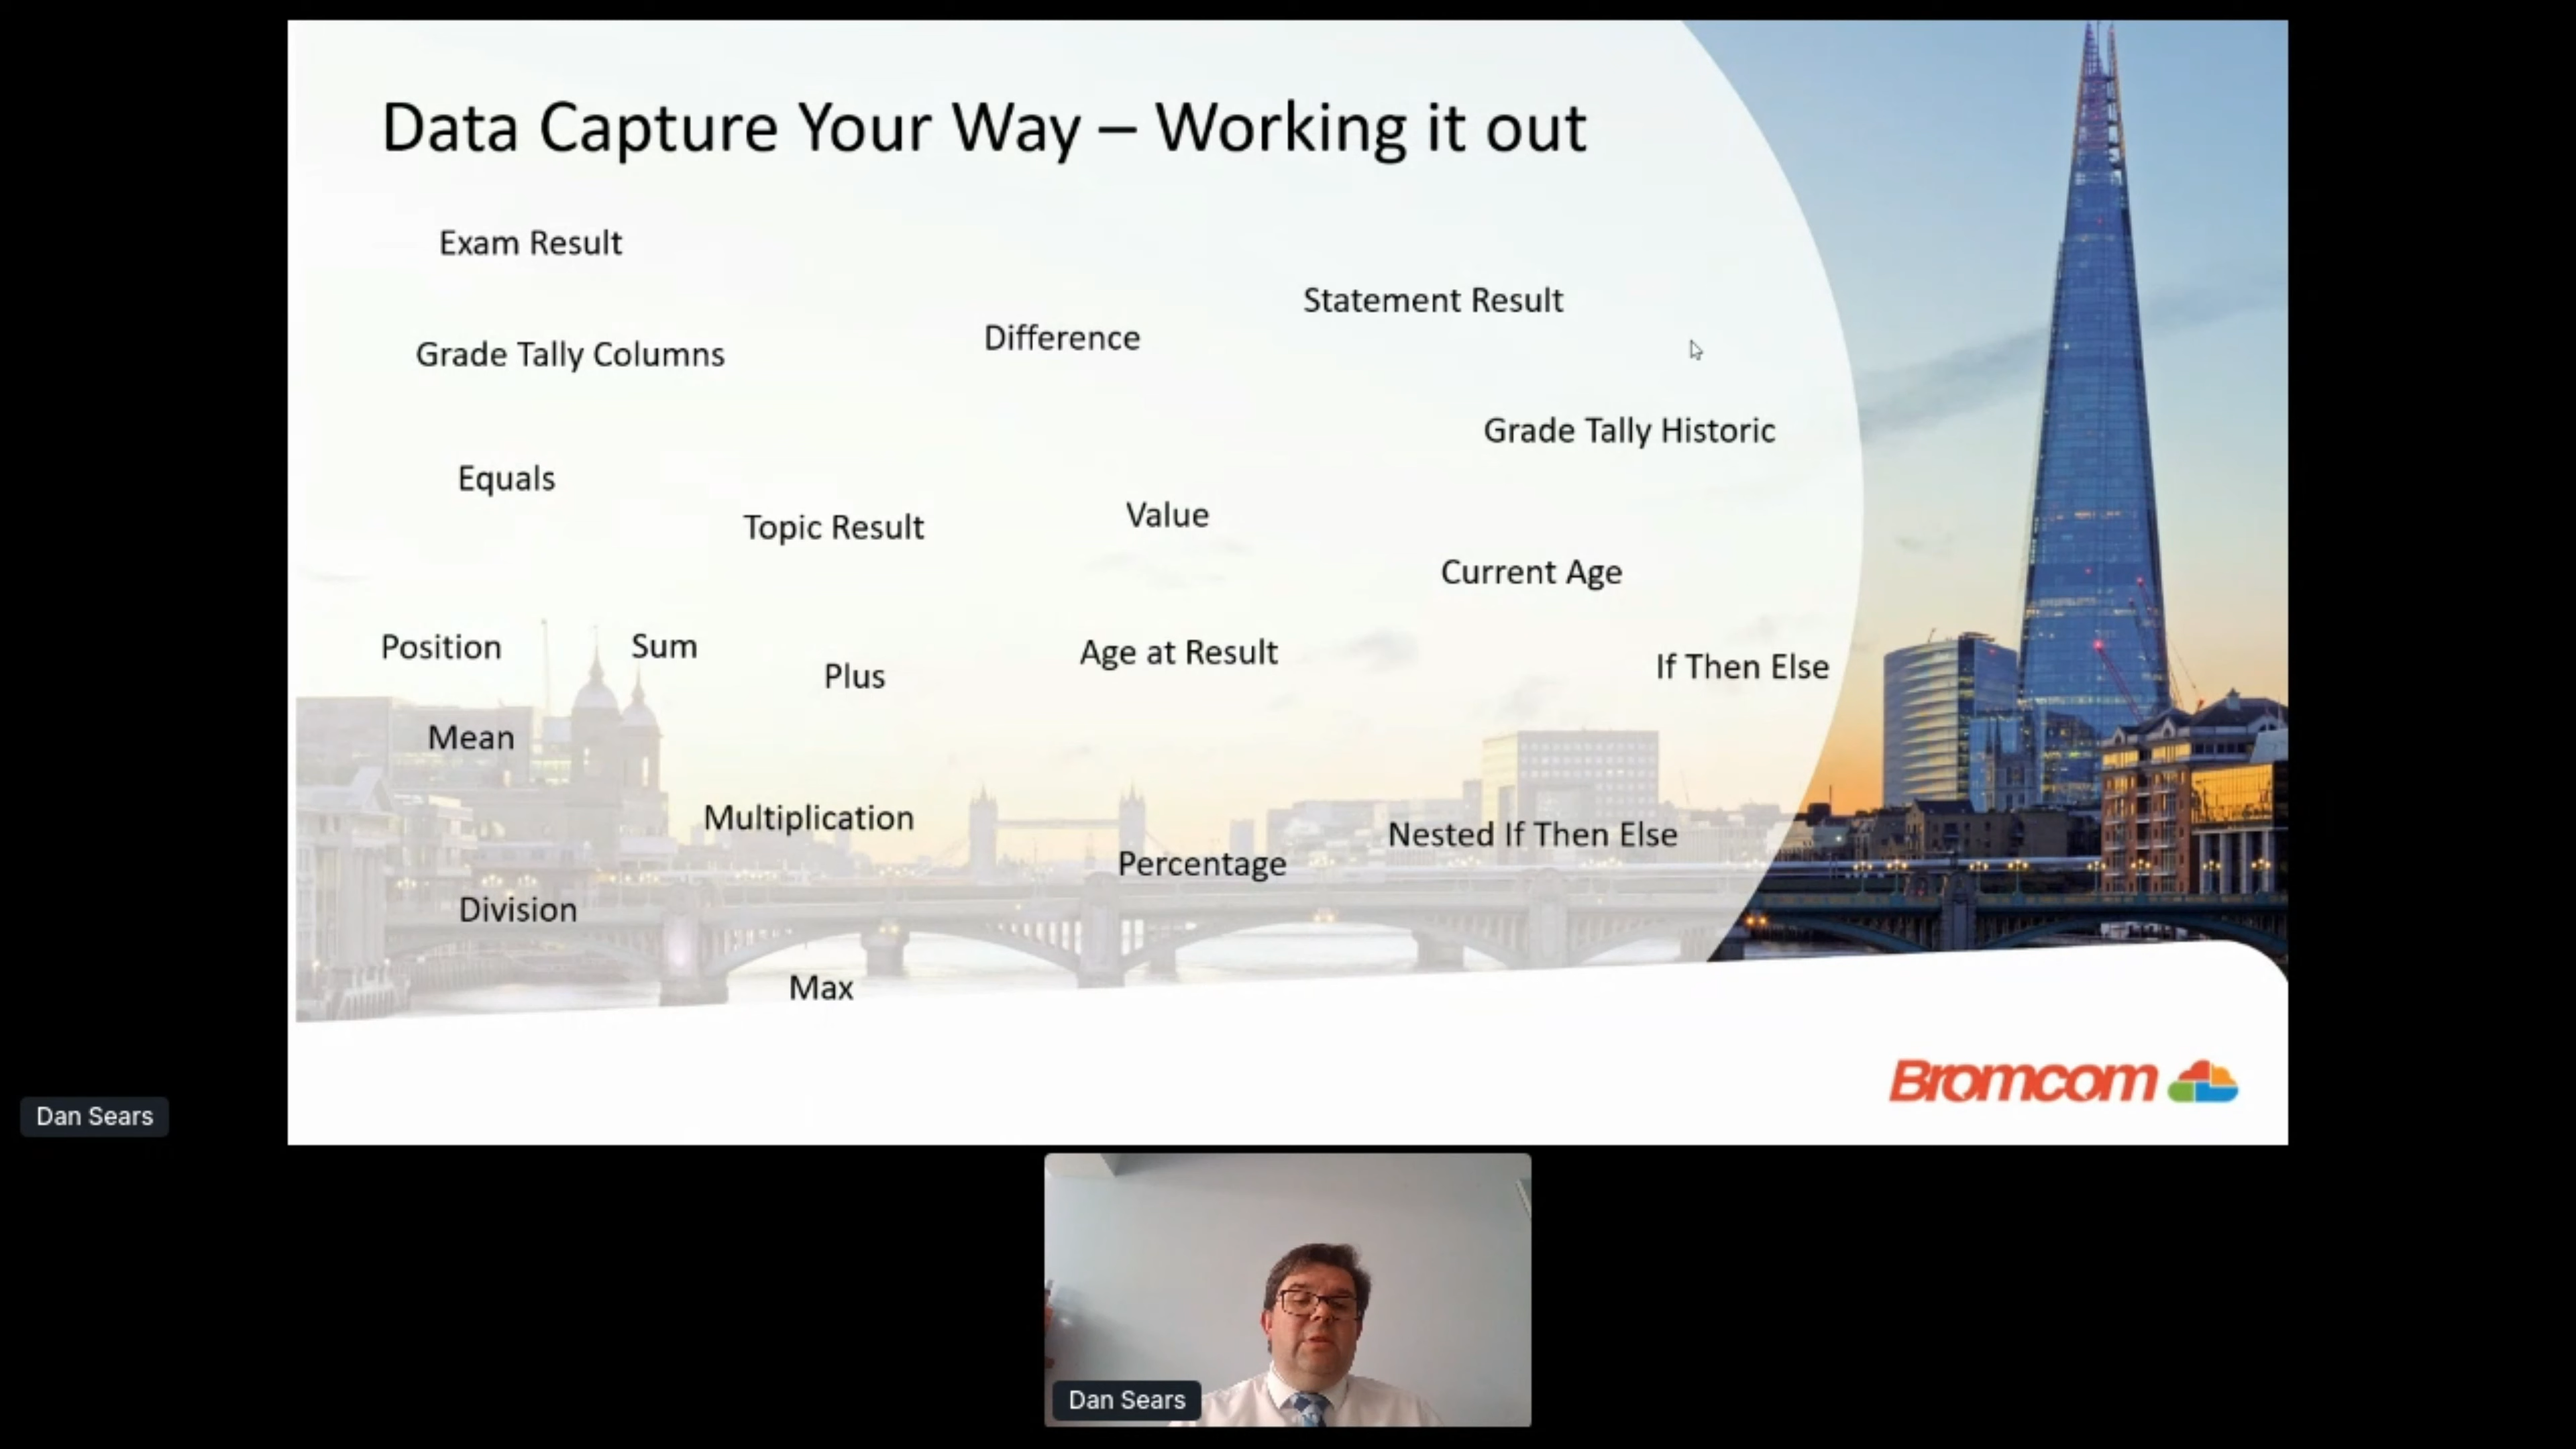 Data Capture Your Way – Working it out
Exam Result
Statement Result
Difference
Grade Tally Columns
Grade Tally Historic
Equals
Value
Topic Result
Current Age
Position
Sum
Age at Result
If Then Else
Plus
Mean
Multiplication
Nested If Then Else
Percentage
Division
Max
Bromcom
Dan Sears
Dan Sears